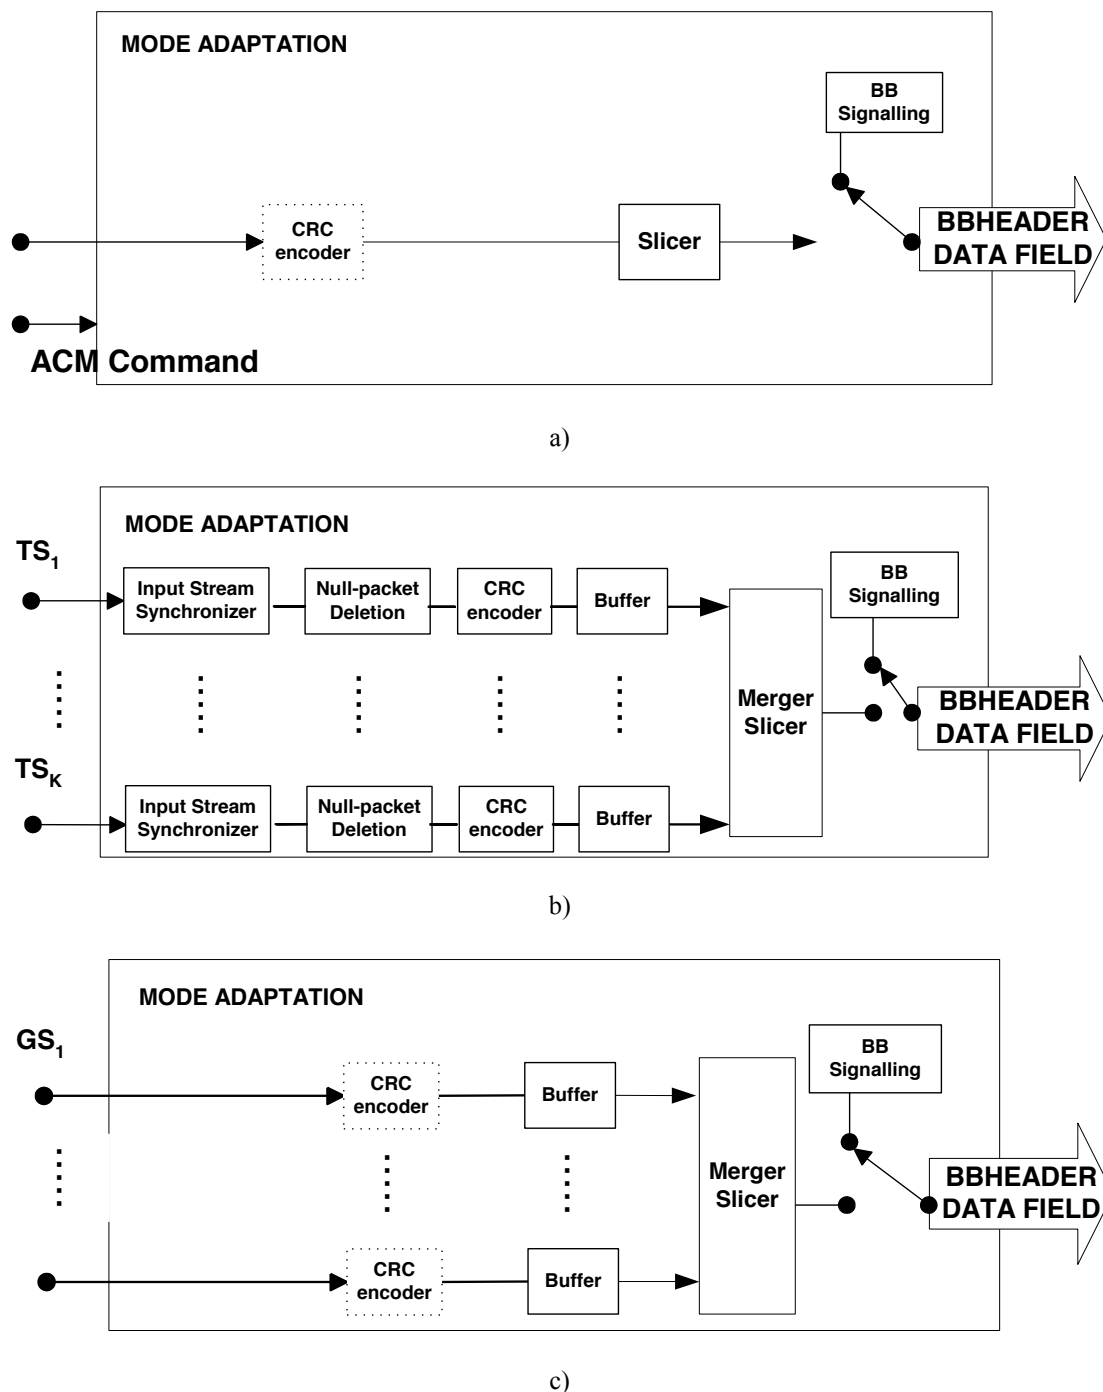 MODE ADAPTATION
BB
Signalling
CRC
encoder
Slicer
BBHEADER
DATA FIELD
ACM Command
a)
MODE ADAPTATION
TS1
Input Stream
Synchronizer
Null-packet
Deletion
CRC
encoder
Buffer
BB
Signalling
Merger
Slicer
BBHEADER
DATA FIELD
TSK
Input Stream
Synchronizer
Null-packet
Deletion
CRC
encoder
Buffer
b)
MODE ADAPTATION
GS1
CRC
encoder
Buffer
BB
Signalling
Merger
Slicer
BBHEADER
DATA FIELD
CRC
encoder
Buffer
c)